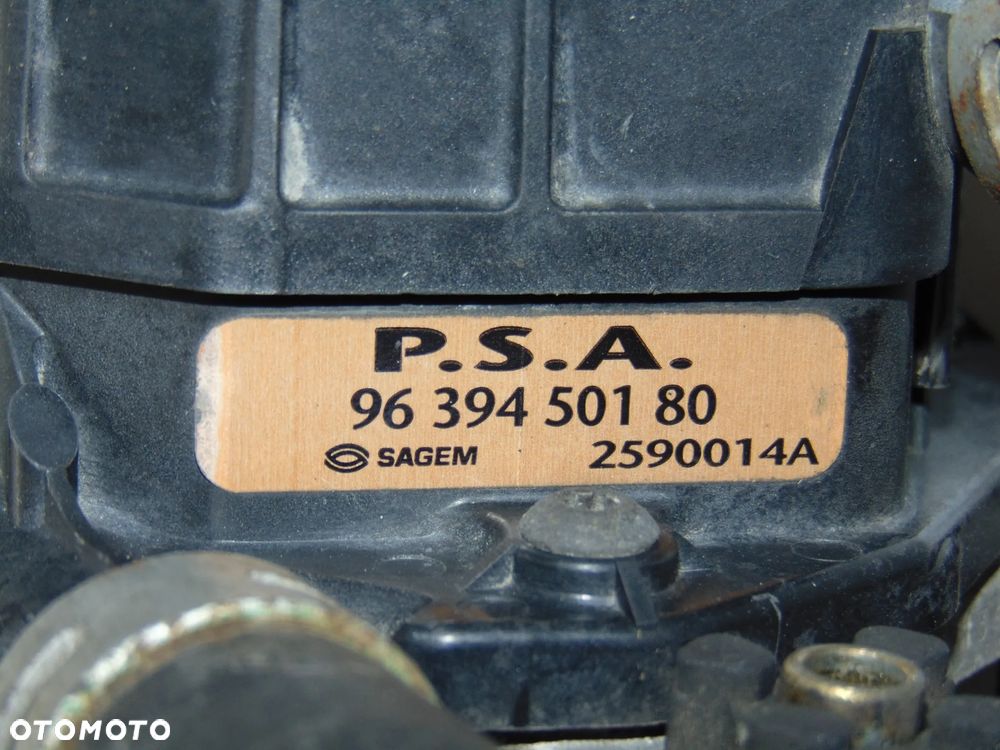 P.S.A.
96 394 501 80
SAGEM 2590014A
OTOMOTO